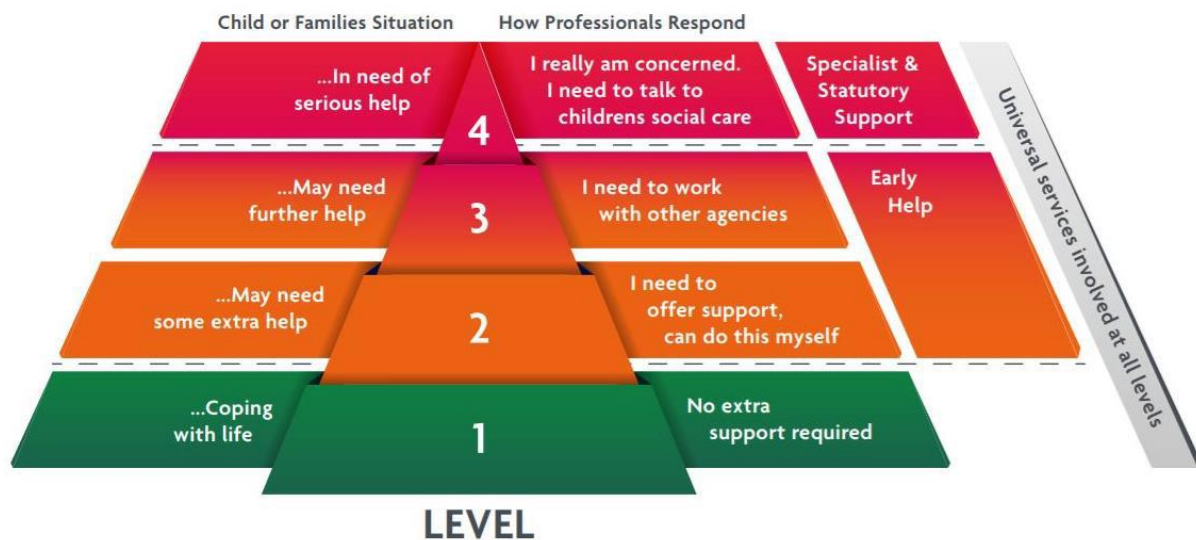 Child or Families Situation
How Professionals Respond
...In need of
serious help
4
I really am concerned.
I need to talk to
childrens social care
Specialist &
Statutory
Support
...May need
further help
3
I need to work
with other agencies
Early
Help
...May need
some extra help
2
I need to
offer support,
can do this myself
...Coping
with life
1
No extra
support required
Universal services involved at all levels
LEVEL